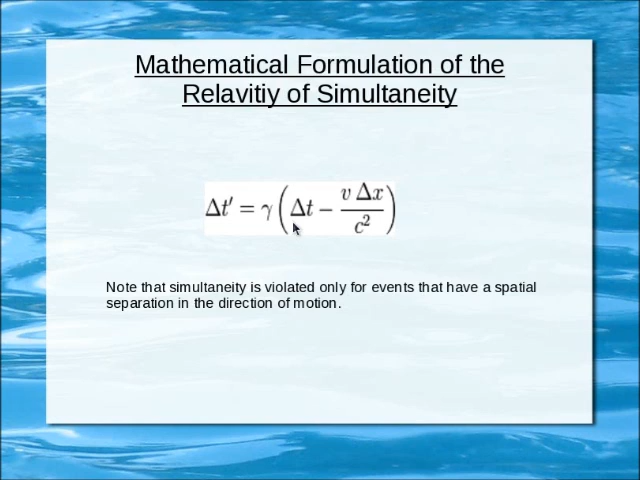 Mathematical Formulation of the
Relavitiy of Simultaneity
Δt′ = γ (Δt − v Δx / c²)
Note that simultaneity is violated only for events that have a spatial
separation in the direction of motion.